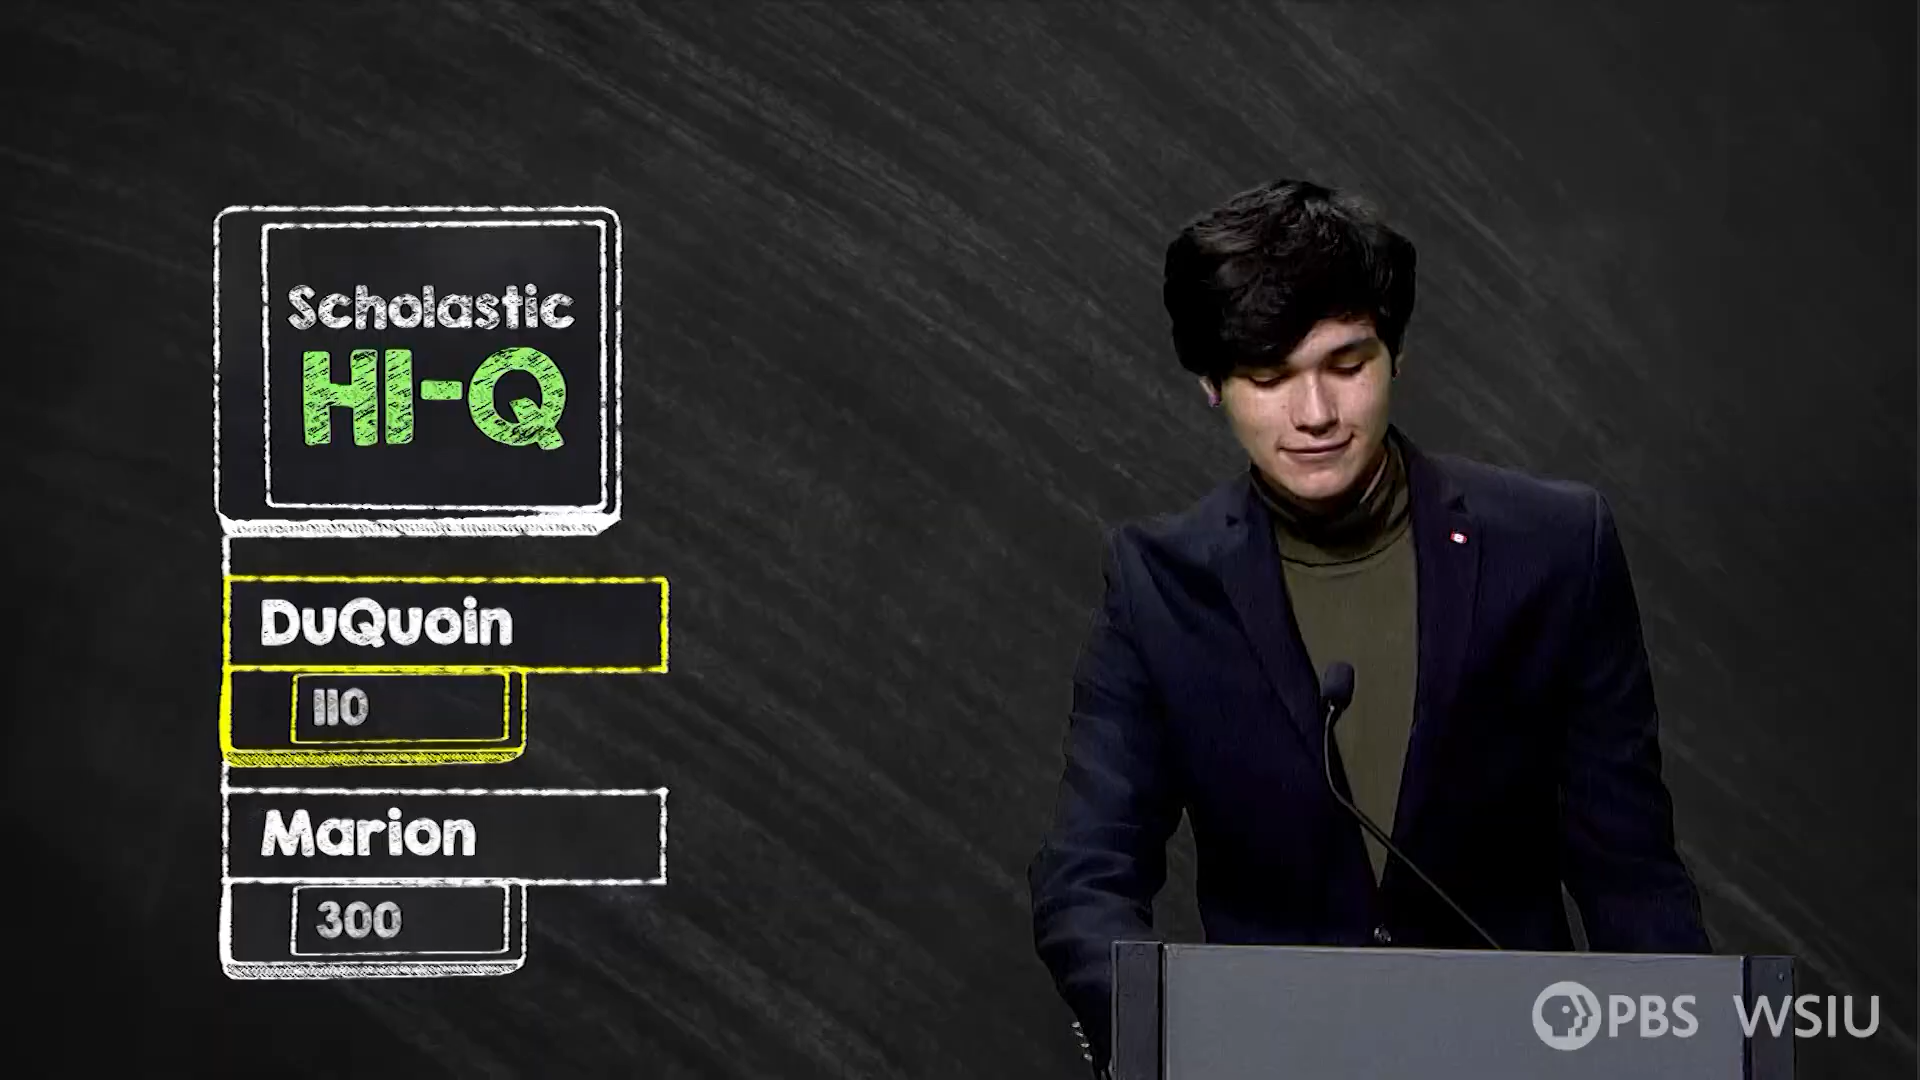 Scholastic
HI-Q
DuQuoin
110
Marion
300
PBS WSIU